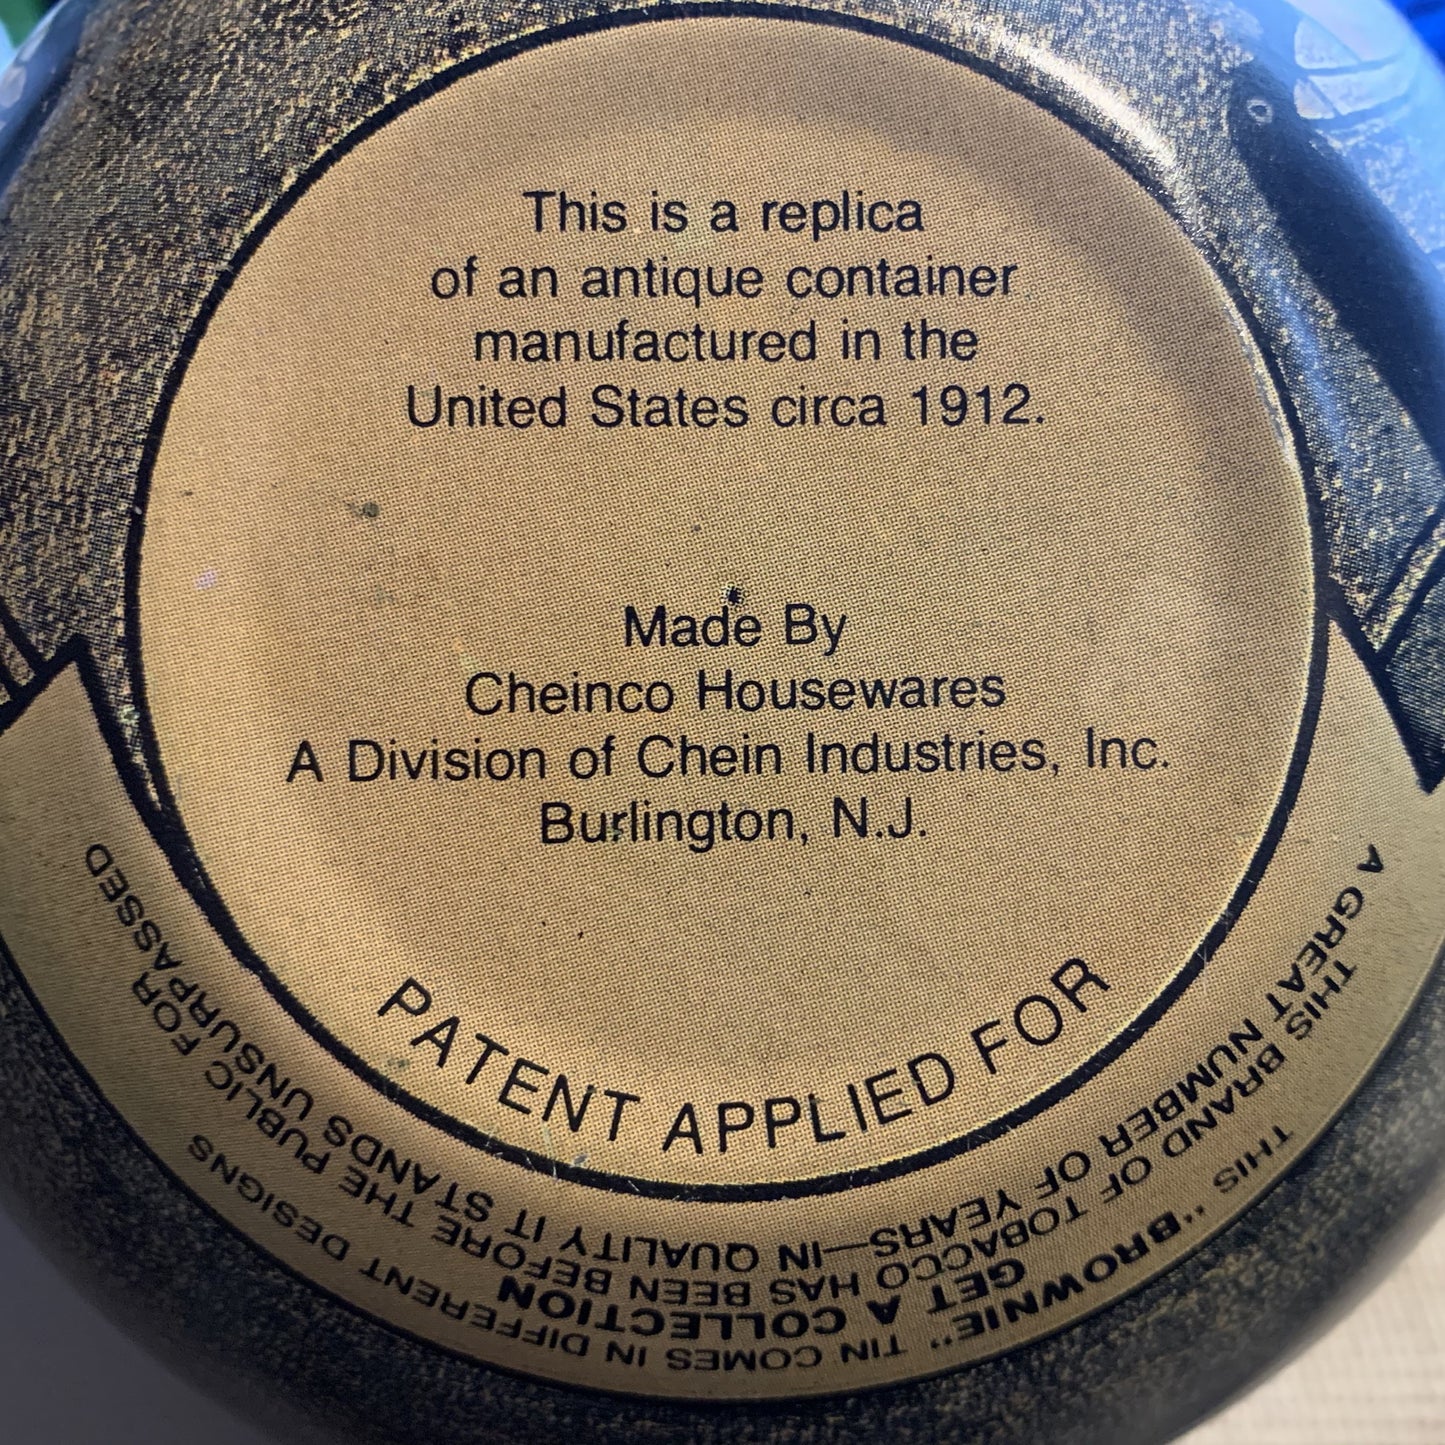 This is a replica
of an antique container
manufactured in the
United States circa 1912.
Made By
Cheinco Housewares
A Division of Chein Industries, Inc.
Burlington, N.J.
PATENT APPLIED FOR
THIS "BROWNIE" TIN COMES IN DIFFERENT DESIGNS
GET A COLLECTION
THIS BRAND OF TOBACCO HAS BEEN BEFORE THE PUBLIC FOR
A GREAT NUMBER OF YEARS—IN QUALITY IT STANDS UNSURPASSED